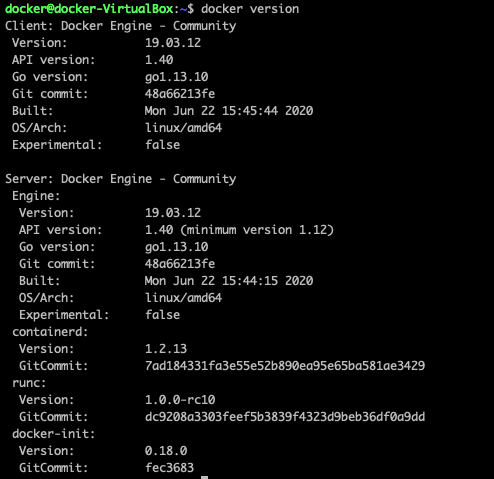 docker@docker-VirtualBox:~$ docker version
Client: Docker Engine - Community
 Version:           19.03.12
 API version:       1.40
 Go version:        go1.13.10
 Git commit:        48a66213fe
 Built:             Mon Jun 22 15:45:44 2020
 OS/Arch:           linux/amd64
 Experimental:      false

Server: Docker Engine - Community
 Engine:
  Version:          19.03.12
  API version:      1.40 (minimum version 1.12)
  Go version:       go1.13.10
  Git commit:       48a66213fe
  Built:            Mon Jun 22 15:44:15 2020
  OS/Arch:          linux/amd64
  Experimental:     false
 containerd:
  Version:          1.2.13
  GitCommit:        7ad184331fa3e55e52b890ea95e65ba581ae3429
 runc:
  Version:          1.0.0-rc10
  GitCommit:        dc9208a3303feef5b3839f4323d9beb36df0a9dd
 docker-init:
  Version:          0.18.0
  GitCommit:        fec3683